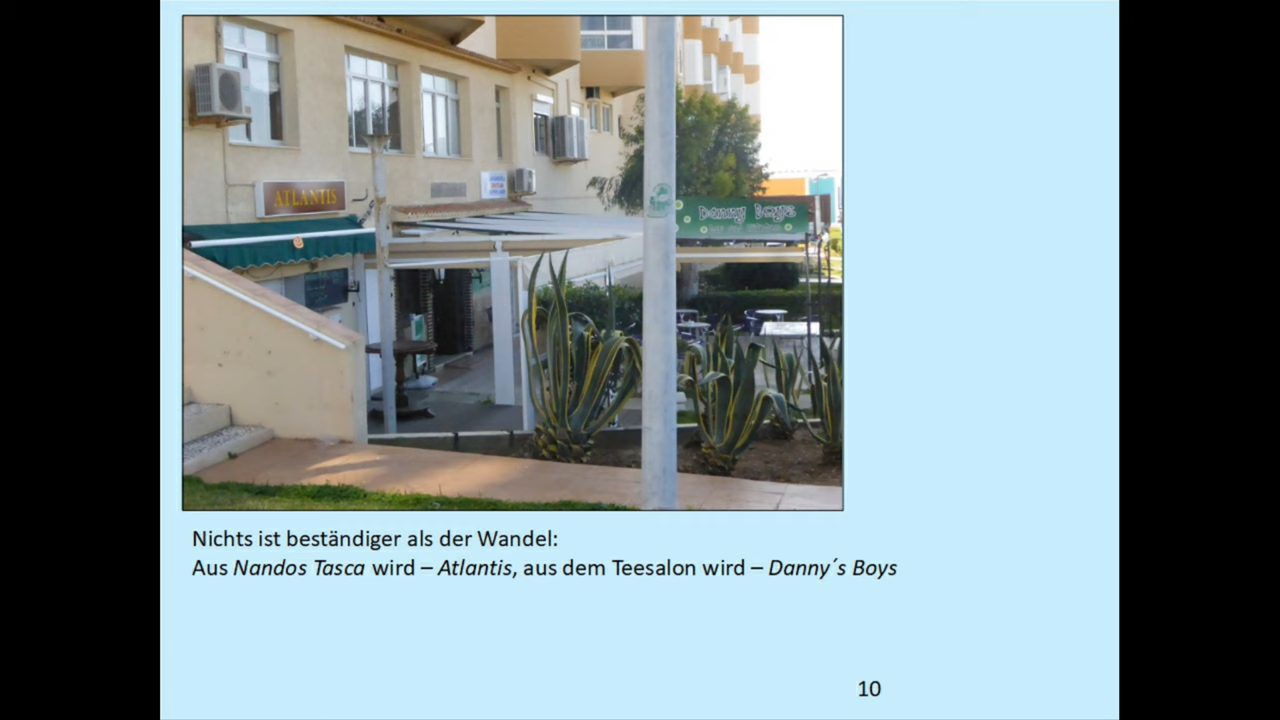 ATLANTIS
Danny Boys
Nichts ist beständiger als der Wandel:
Aus Nandos Tasca wird – Atlantis, aus dem Teesalon wird – Danny´s Boys
10